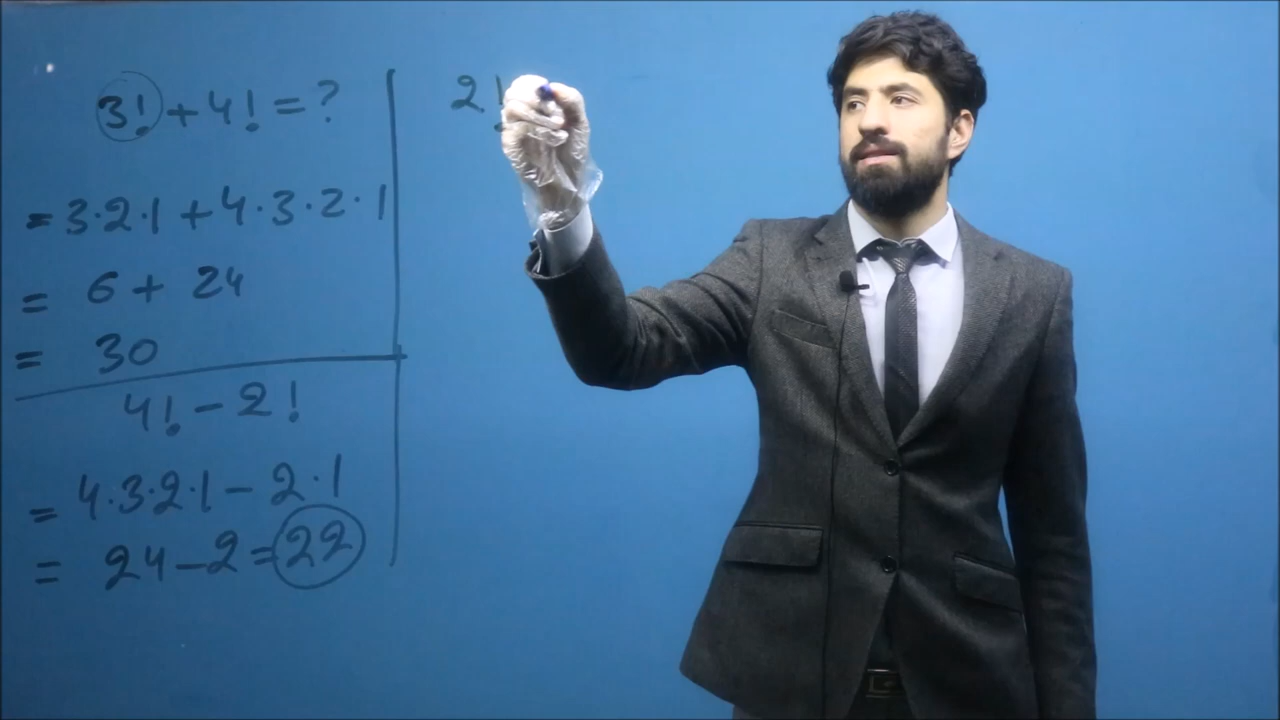 3! + 4! = ?
= 3·2·1 + 4·3·2·1
= 6 + 24
= 30
4! - 2!
= 4·3·2·1 - 2·1
= 24 - 2 = 22
2!